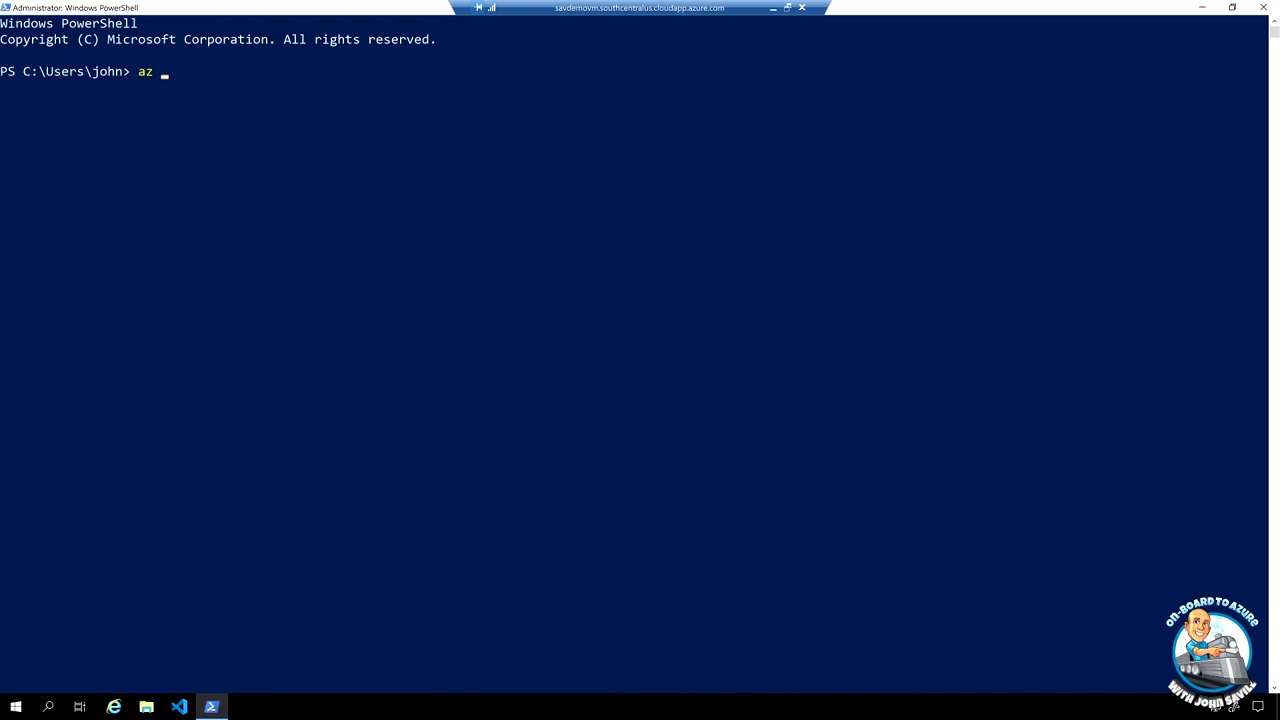 Administrator: Windows PowerShell
savdemovm.southcentralus.cloudapp.azure.com
Windows PowerShell
Copyright (C) Microsoft Corporation. All rights reserved.
PS C:\Users\john> az _
ON-BOARD TO AZURE
WITH JOHN SAVILL